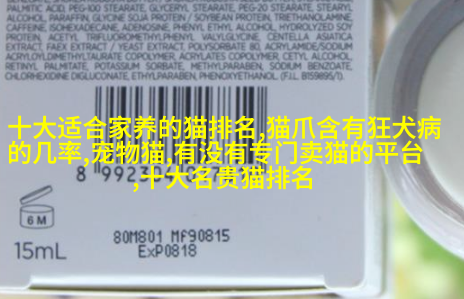 PALMITIC ACID, PEG-100 STEARATE, GLYCERYL STEARATE, PEG-20 STEARATE, STEARYL
ALCOHOL, PARAFFIN, GLYCINE SOJA PROTEIN / SOYBEAN PROTEIN, TRIETHANOLAMINE,
CAFFEINE, ISOHEXADECANE, ADENOSINE, PHENYL ETHYL ALCOHOL, HYDROLYZED SOY
PROTEIN, ACETYL TRIFLUOROMETHYLPHENYL VALYLGLYCINE, CENTELLA ASIATICA
EXTRACT, FAEX EXTRACT / YEAST EXTRACT, POLYSORBATE 80, ACRYLAMIDE/SODIUM
ACRYLOYLDIMETHYLTAURATE COPOLYMER, ACRYLATES COPOLYMER, CETYL ALCOHOL,
RETINYL PALMITATE, POTASSIUM SORBATE, METHYLPARABEN, SODIUM BENZOATE,
CHLORHEXIDINE DIGLUCONATE, ETHYLPARABEN, PHENOXYETHANOL. (F.I.L. B159895/1).
十大适合家养的猫排名,猫爪含有狂犬病
的几率,宠物猫,有没有专门卖猫的平台
,十大名贵猫排名
8 9923
6 M
15mL
80M801 Mf90815
ExP0818